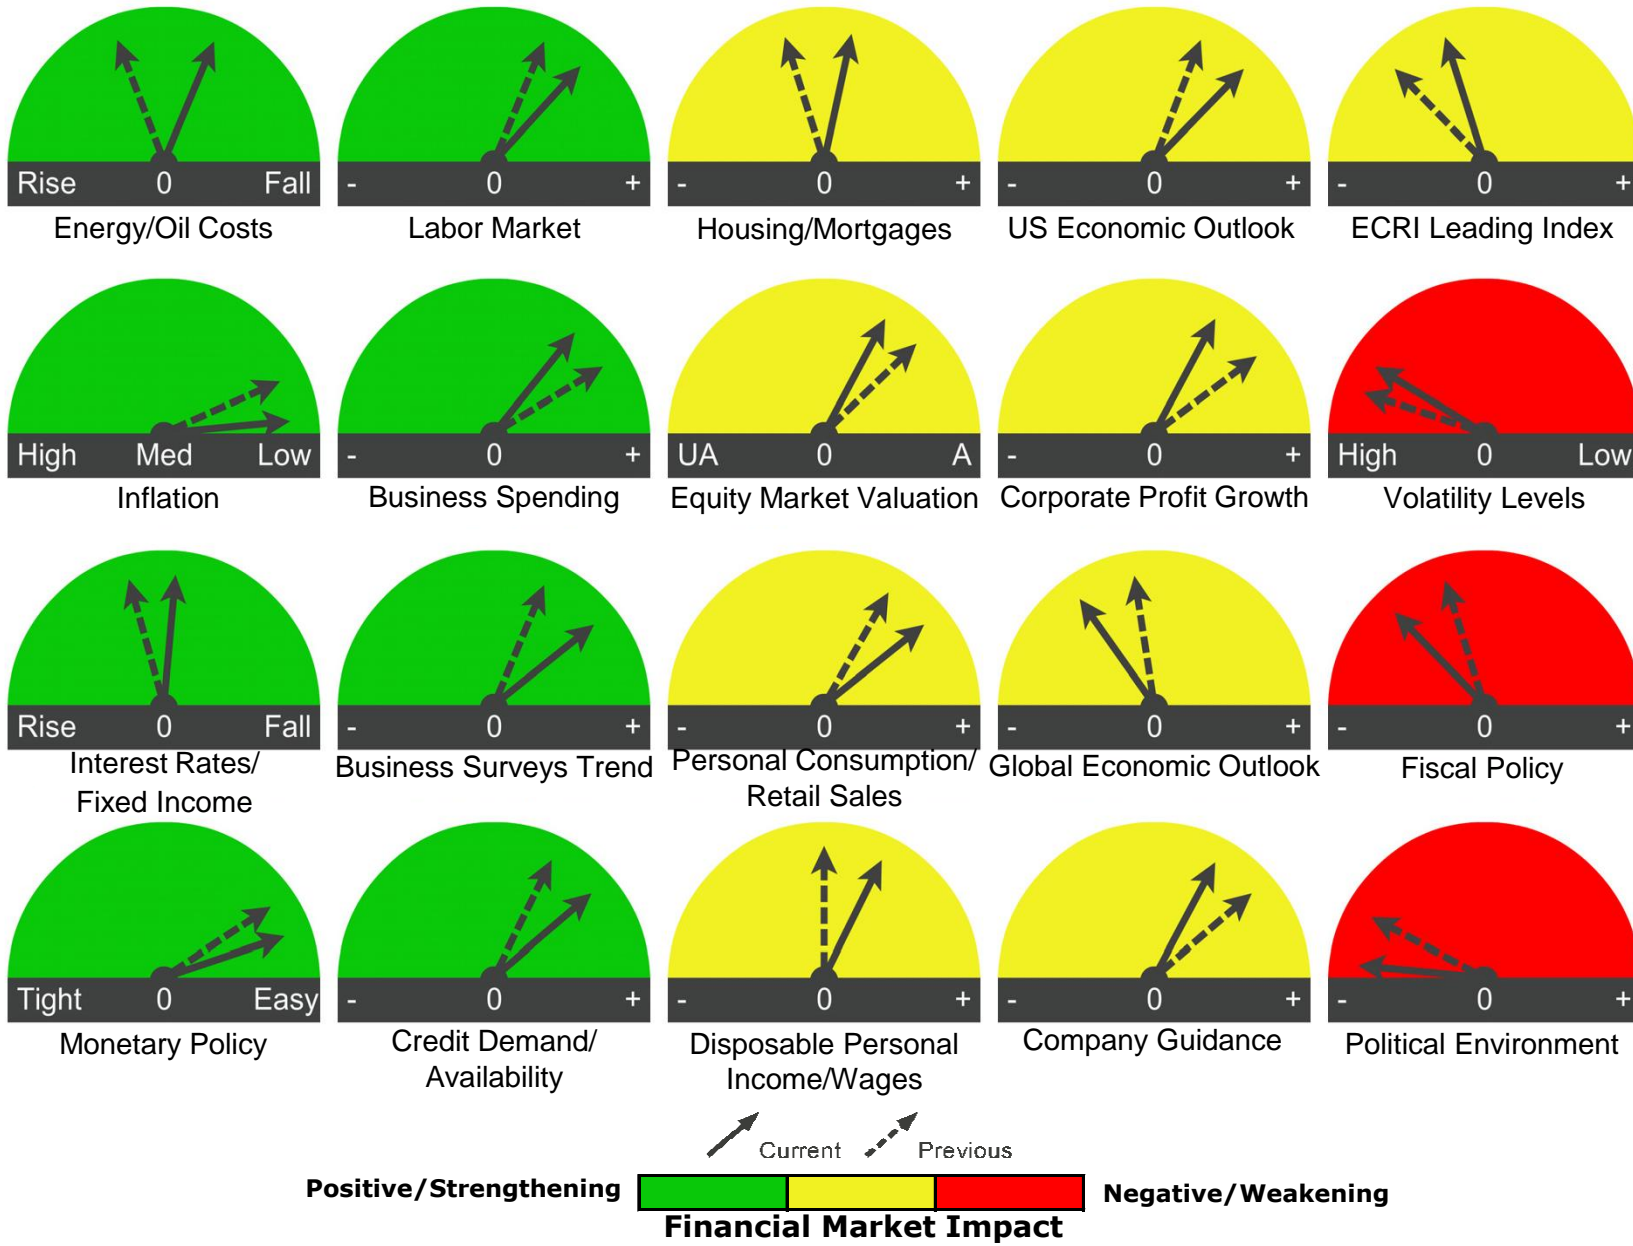 Rise 0 Fall
- 0 +
- 0 +
- 0 +
- 0 +
Energy/Oil Costs
Labor Market
Housing/Mortgages
US Economic Outlook
ECRI Leading Index
High Med Low
- 0 +
UA 0 A
- 0 +
High 0 Low
Inflation
Business Spending
Equity Market Valuation
Corporate Profit Growth
Volatility Levels
Rise 0 Fall
- 0 +
- 0 +
- 0 +
- 0 +
Interest Rates/
Fixed Income
Business Surveys Trend
Personal Consumption/
Retail Sales
Global Economic Outlook
Fiscal Policy
Tight 0 Easy
- 0 +
- 0 +
- 0 +
- 0 +
Monetary Policy
Credit Demand/
Availability
Disposable Personal
Income/Wages
Company Guidance
Political Environment
Current Previous
Positive/Strengthening Negative/Weakening
Financial Market Impact